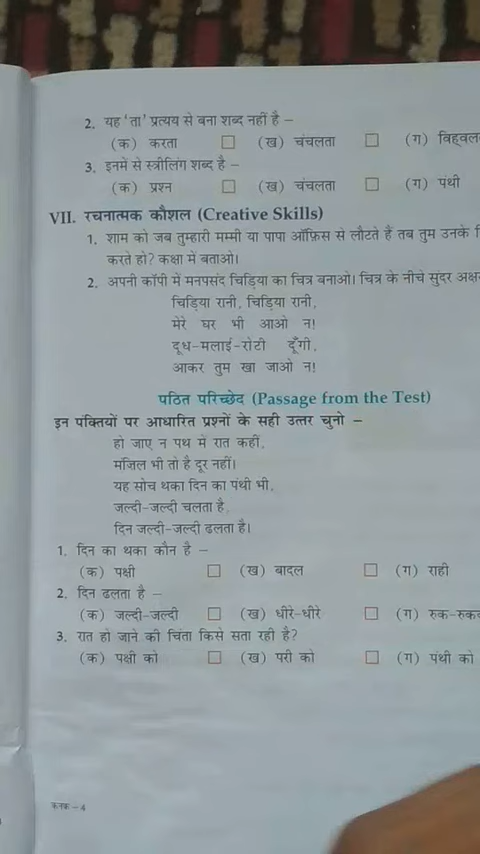 2. यह 'ता' प्रत्यय से बना शब्द नहीं है –
(क) करता (ख) चंचलता (ग) विह्वल
3. इनमें से स्त्रीलिंग शब्द है –
(क) प्रश्न (ख) चंचलता (ग) पंथी
VII. रचनात्मक कौशल (Creative Skills)
1. शाम को जब तुम्हारी मम्मी या पापा ऑफ़िस से लौटते हैं तब तुम उनके
करते हो? कक्षा में बताओ।
2. अपनी कॉपी में मनपसंद चिड़िया का चित्र बनाओ। चित्र के नीचे सुंदर
चिड़िया रानी, चिड़िया रानी,
मेरे घर भी आओ न!
दूध-मलाई-रोटी दूँगी,
आकर तुम खा जाओ न!
पठित परिच्छेद (Passage from the Test)
इन पंक्तियों पर आधारित प्रश्नों के सही उत्तर चुनो –
हो जाए न पथ में रात कहीं,
मंज़िल भी तो है दूर नहीं।
यह सोच थका दिन का पंथी भी,
जल्दी-जल्दी चलता है,
दिन जल्दी-जल्दी ढलता है।
1. दिन का थका कौन है –
(क) पक्षी (ख) बादल (ग) राही
2. दिन ढलता है –
(क) जल्दी-जल्दी (ख) धीरे-धीरे (ग)
3. रात हो जाने की चिंता किसे सता रही है?
(क) पक्षी को (ख) परी को (ग) पंथी को
कनक – 4